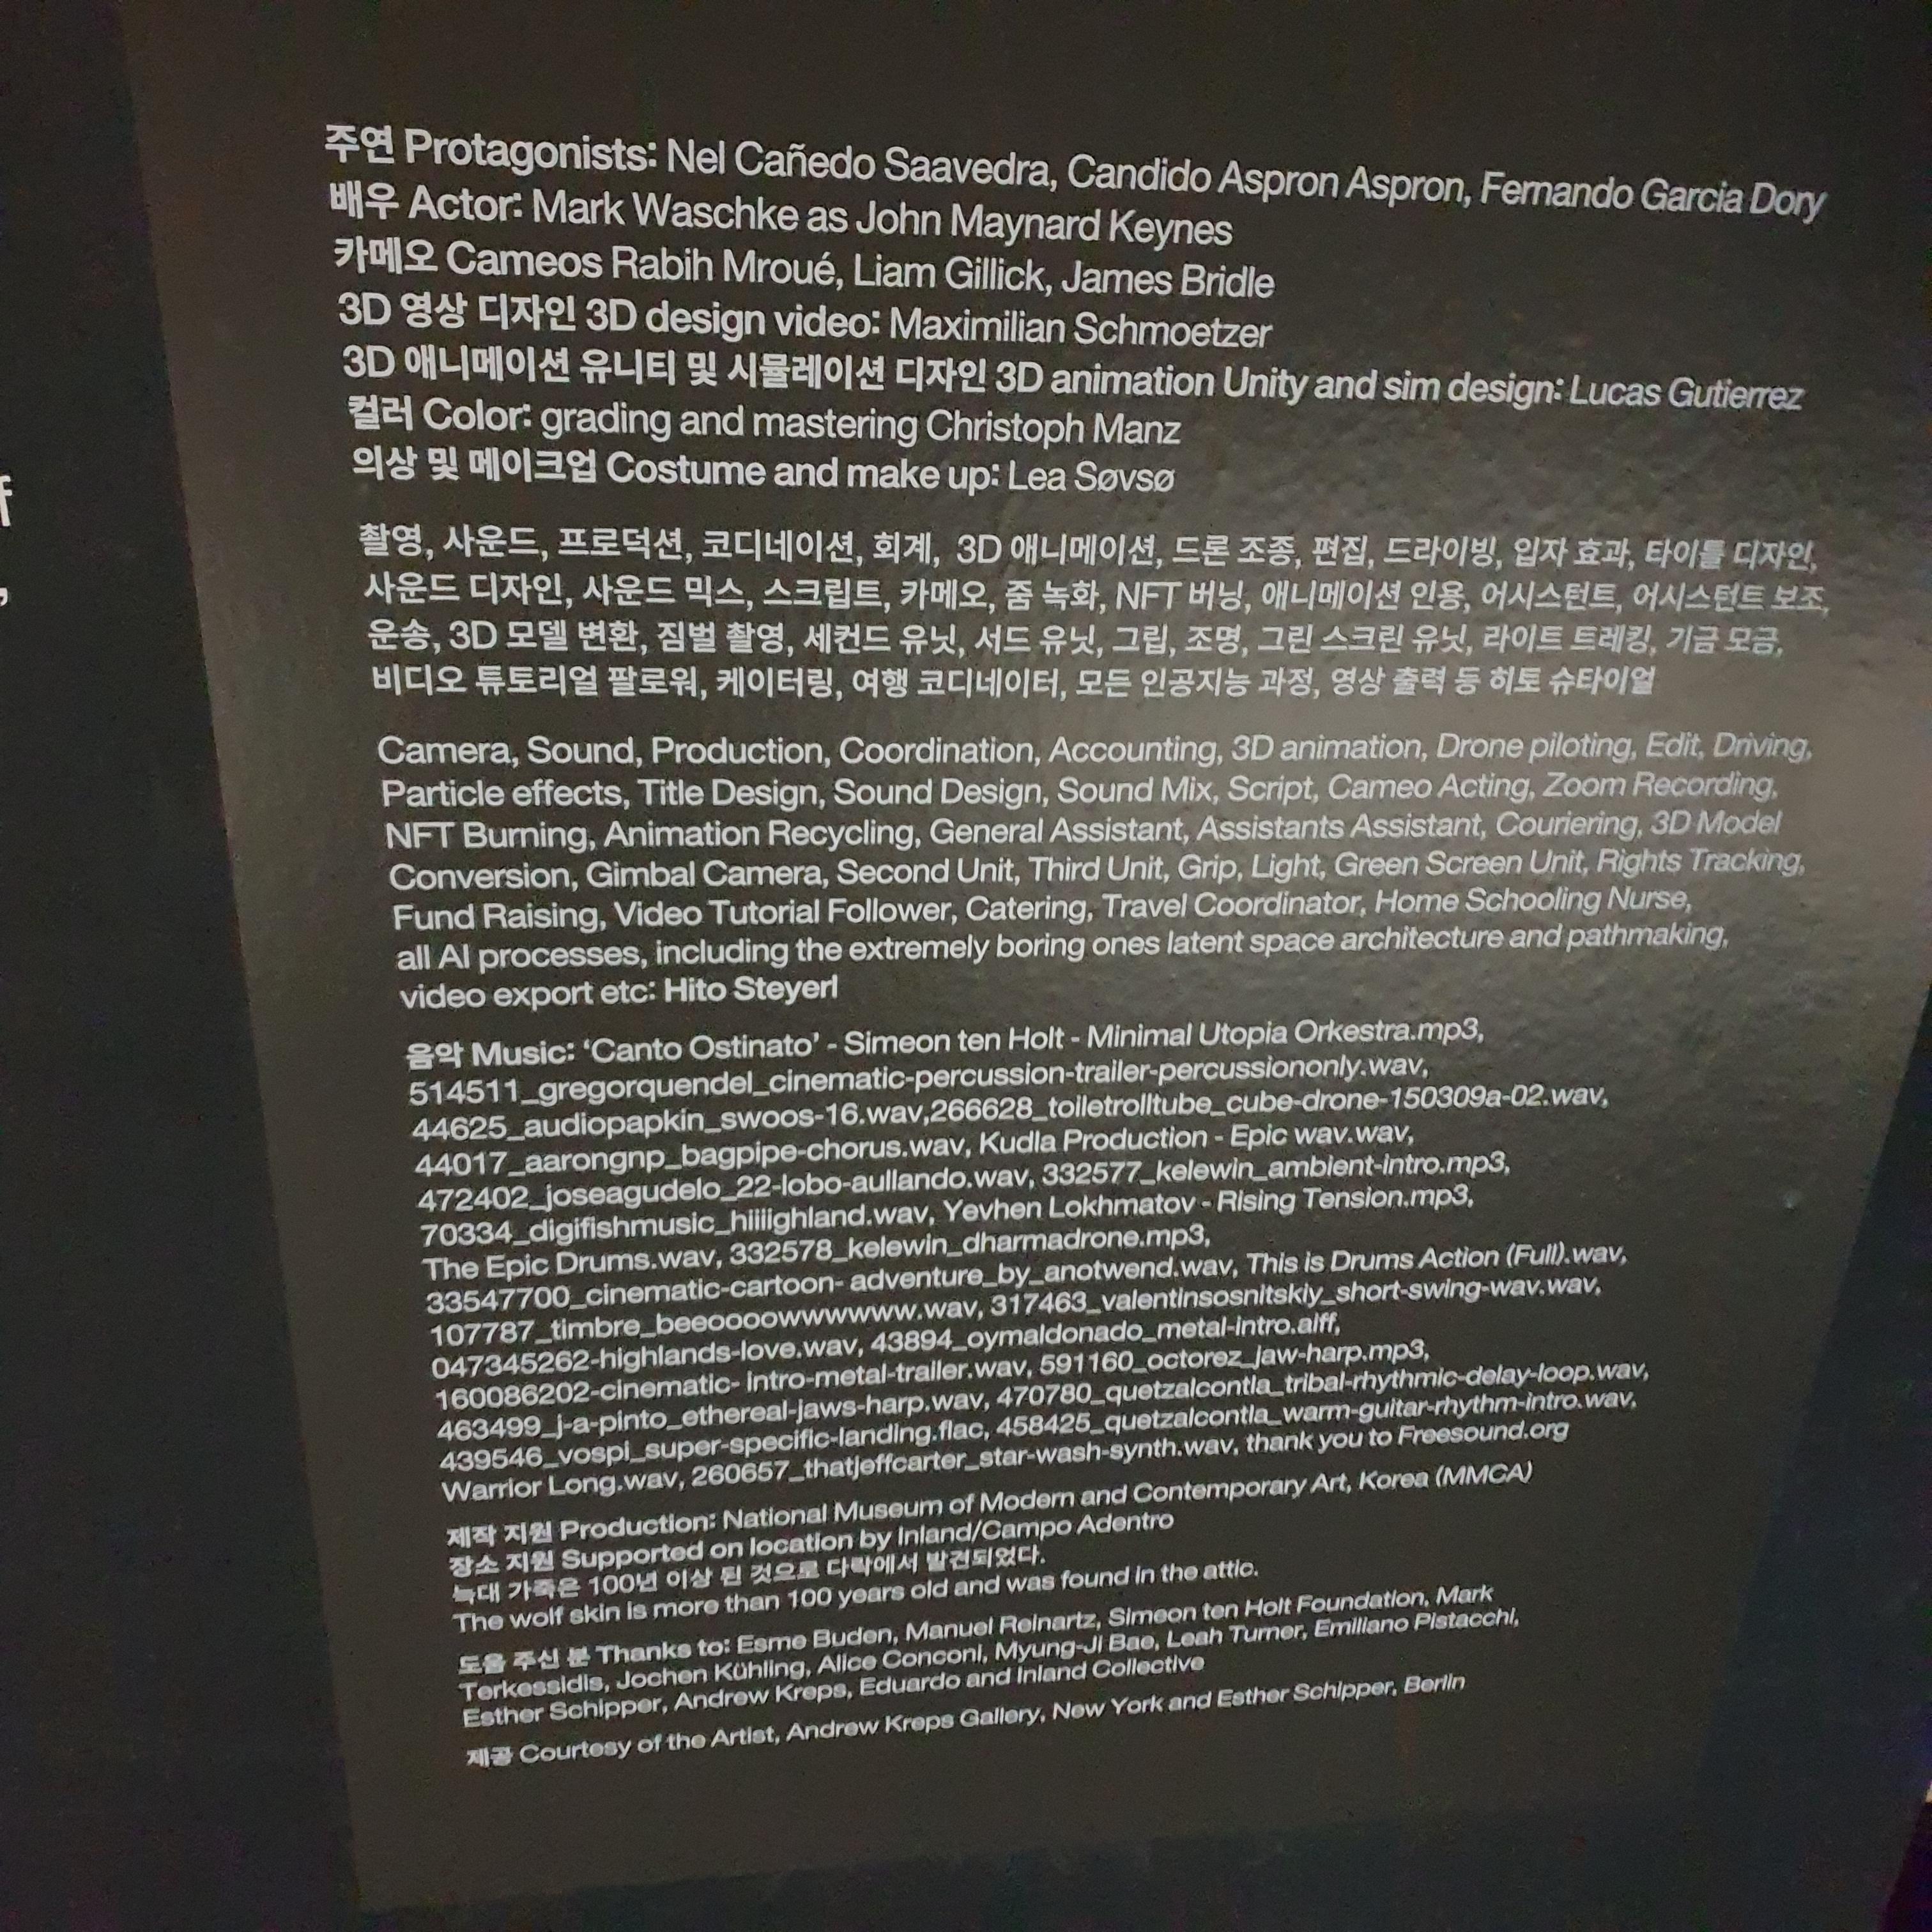 f
,
주연 Protagonists: Nel Cañedo Saavedra, Candido Aspron Aspron, Fernando Garcia Dory
배우 Actor: Mark Waschke as John Maynard Keynes
카메오 Cameos Rabih Mroué, Liam Gillick, James Bridle
3D 영상 디자인 3D design video: Maximilian Schmoetzer
3D 애니메이션 유니티 및 시뮬레이션 디자인 3D animation Unity and sim design: Lucas Gutierrez
컬러 Color: grading and mastering Christoph Manz
의상 및 메이크업 Costume and make up: Lea Søvsø
촬영, 사운드, 프로덕션, 코디네이션, 회계, 3D 애니메이션, 드론 조종, 편집, 드라이빙, 입자 효과, 타이틀 디자인,
사운드 디자인, 사운드 믹스, 스크립트, 카메오, 줌 녹화, NFT 버닝, 애니메이션 인용, 어시스턴트, 어시스턴트 보조,
운송, 3D 모델 변환, 짐벌 촬영, 세컨드 유닛, 서드 유닛, 그립, 조명, 그린 스크린 유닛, 라이트 트레킹, 기금 모금,
비디오 튜토리얼 팔로워, 케이터링, 여행 코디네이터, 모든 인공지능 과정, 영상 출력 등 히토 슈타이얼
Camera, Sound, Production, Coordination, Accounting, 3D animation, Drone piloting, Edit, Driving,
Particle effects, Title Design, Sound Design, Sound Mix, Script, Cameo Acting, Zoom Recording,
NFT Burning, Animation Recycling, General Assistant, Assistants Assistant, Couriering, 3D Model
Conversion, Gimbal Camera, Second Unit, Third Unit, Grip, Light, Green Screen Unit, Rights Tracking,
Fund Raising, Video Tutorial Follower, Catering, Travel Coordinator, Home Schooling Nurse,
all AI processes, including the extremely boring ones latent space architecture and pathmaking,
video export etc: Hito Steyerl
음악 Music: ‘Canto Ostinato’ - Simeon ten Holt - Minimal Utopia Orkestra.mp3,
514511_gregorquendel_cinematic-percussion-trailer-percussiononly.wav,
44625_audiopapkin_swoos-16.wav,266628_toiletrolltube_cube-drone-150309a-02.wav,
44017_aarongnp_bagpipe-chorus.wav, Kudla Production - Epic wav.wav,
472402_joseagudelo_22-lobo-aullando.wav, 332577_kelewin_ambient-intro.mp3,
70334_digifishmusic_hiiiighland.wav, Yevhen Lokhmatov - Rising Tension.mp3,
The Epic Drums.wav, 332578_kelewin_dharmadrone.mp3,
33547700_cinematic-cartoon- adventure_by_anotwend.wav, This is Drums Action (Full).wav,
107787_timbre_beeoooowwwwww.wav, 317463_valentinsosnitskiy_short-swing-wav.wav,
047345262-highlands-love.wav, 43894_oymaldonado_metal-intro.aiff,
160086202-cinematic- intro-metal-trailer.wav, 591160_octorez_jaw-harp.mp3,
463499_j-a-pinto_ethereal-jaws-harp.wav, 470780_quetzalcontla_tribal-rhythmic-delay-loop.wav,
439546_vospi_super-specific-landing.flac, 458425_quetzalcontla_warm-guitar-rhythm-intro.wav,
Warrior Long.wav, 260657_thatjeffcarter_star-wash-synth.wav, thank you to Freesound.org
제작 지원 Production: National Museum of Modern and Contemporary Art, Korea (MMCA)
장소 지원 Supported on location by Inland/Campo Adentro
늑대 가죽은 100년 이상 된 것으로 다락에서 발견되었다.
The wolf skin is more than 100 years old and was found in the attic.
도움 주신 분 Thanks to: Esme Buden, Manuel Reinartz, Simeon ten Holt Foundation, Mark
Terkessidis, Jochen Kühling, Alice Conconi, Myung-Ji Bae, Leah Turner, Emiliano Pistacchi,
Esther Schipper, Andrew Kreps, Eduardo and Inland Collective
제공 Courtesy of the Artist, Andrew Kreps Gallery, New York and Esther Schipper, Berlin